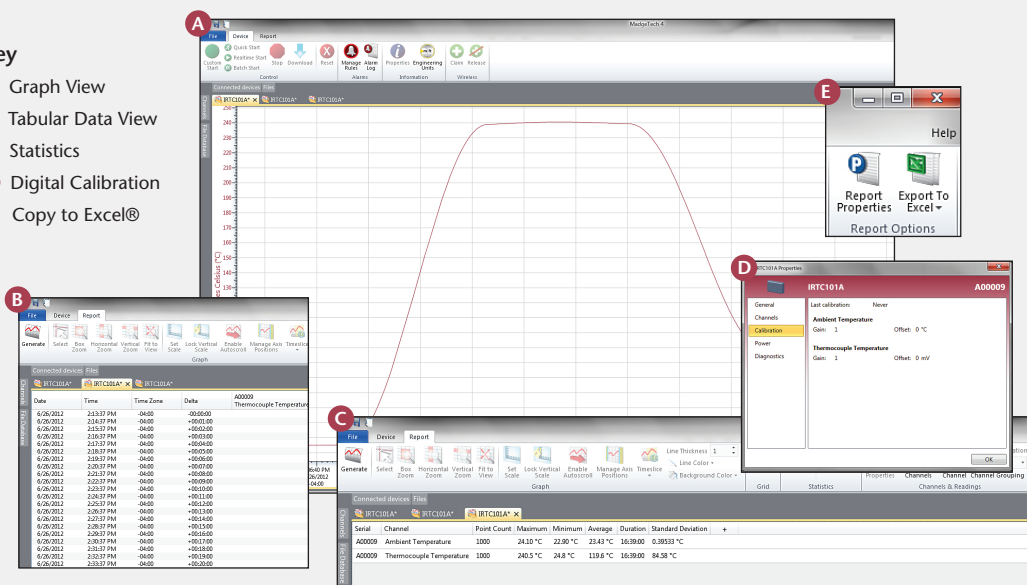 ey
Graph View
Tabular Data View
Statistics
Digital Calibration
Copy to Excel®
A
MadgeTech 4
File Device Report
Custom Start
Quick Start
Realtime Start
Batch Start
Stop Download Reset
Manage Rules Alarm Log
Properties Engineering Units
Claim Release
Control Alarms Information Wireless
Connected devices Files
IRTC101A* x IRTC101A* IRTC101A*
Channels
File Database
250
240
230
220
210
200
190
180
170
160
150
140
es Celsius (°C)
E
Help
Report Properties
Export To Excel
Report Options
D
IRTC101A Properties
IRTC101A A00009
General
Channels
Calibration
Power
Diagnostics
Last calibration: Never
Ambient Temperature
Gain: 1 Offset: 0 °C
Thermocouple Temperature
Gain: 1 Offset: 0 mV
OK
B
File Device Report
Generate Select Box Zoom Horizontal Zoom Vertical Zoom Fit to View Set Scale Lock Vertical Scale Enable Autoscroll Manage Axis Positions Timeslice
Graph
Connected devices Files
IRTC101A* IRTC101A* x IRTC101A*
Channels
File Database
Date Time Time Zone Delta A00009 Thermocouple Temperature
6/26/2012 2:13:37 PM -04:00 -00:00:00
6/26/2012 2:14:37 PM -04:00 +00:01:00
6/26/2012 2:15:37 PM -04:00 +00:02:00
6/26/2012 2:16:37 PM -04:00 +00:03:00
6/26/2012 2:17:37 PM -04:00 +00:04:00
6/26/2012 2:18:37 PM -04:00 +00:05:00
6/26/2012 2:19:37 PM -04:00 +00:06:00
6/26/2012 2:20:37 PM -04:00 +00:07:00
6/26/2012 2:21:37 PM -04:00 +00:08:00
6/26/2012 2:22:37 PM -04:00 +00:09:00
6/26/2012 2:23:37 PM -04:00 +00:10:00
6/26/2012 2:24:37 PM -04:00 +00:11:00
6/26/2012 2:25:37 PM -04:00 +00:12:00
6/26/2012 2:26:37 PM -04:00 +00:13:00
6/26/2012 2:27:37 PM -04:00 +00:14:00
6/26/2012 2:28:37 PM -04:00 +00:15:00
6/26/2012 2:29:37 PM -04:00 +00:16:00
6/26/2012 2:30:37 PM -04:00 +00:17:00
6/26/2012 2:31:37 PM -04:00 +00:18:00
6/26/2012 2:32:37 PM -04:00 +00:19:00
6/26/2012 2:33:37 PM -04:00 +00:20:00
06:40 PM
26/2012
-04:00
C
File Device Report
Generate Select Box Zoom Horizontal Zoom Vertical Zoom Fit to View Set Scale Lock Vertical Scale Enable Autoscroll Manage Axis Positions Timeslice
Line Thickness 1
Line Color
Background Color
Properties Channels Channel Channel Grouping
Graph Grid Statistics Channels & Readings
Connected devices Files
IRTC101A* IRTC101A* IRTC101A* x
Channels
File Database
Serial Channel Point Count Maximum Minimum Average Duration Standard Deviation +
A00009 Ambient Temperature 1000 24.10 °C 22.90 °C 23.43 °C 16:39:00 0.39533 °C
A00009 Thermocouple Temperature 1000 240.5 °C 24.8 °C 119.6 °C 16:39:00 84.58 °C